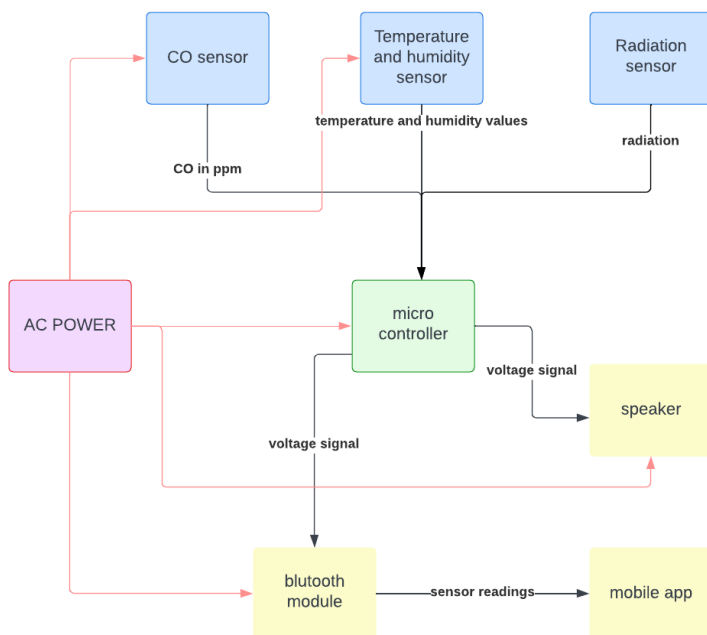 CO sensor
Temperature
and humidity
sensor
Radiation
sensor
temperature and humidity values
radiation
CO in ppm
AC POWER
micro
controller
voltage signal
speaker
voltage signal
blutooth
module
sensor readings
mobile app